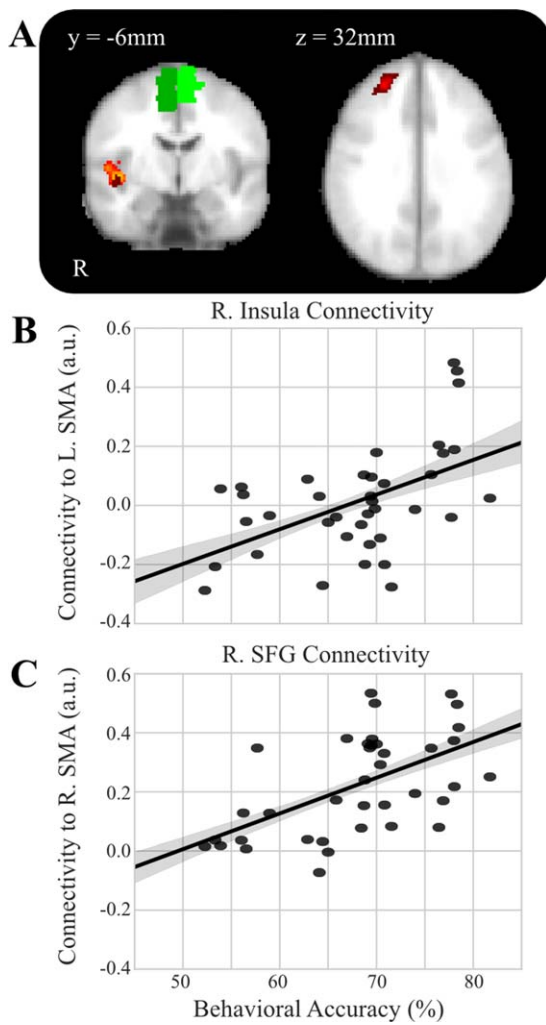 A
y = -6mm
z = 32mm
R
B
R. Insula Connectivity
Connectivity to L. SMA (a.u.)
0.6
0.4
0.2
0.0
-0.2
-0.4
C
R. SFG Connectivity
Connectivity to R. SMA (a.u.)
0.6
0.4
0.2
0.0
-0.2
-0.4
50 60 70 80
Behavioral Accuracy (%)